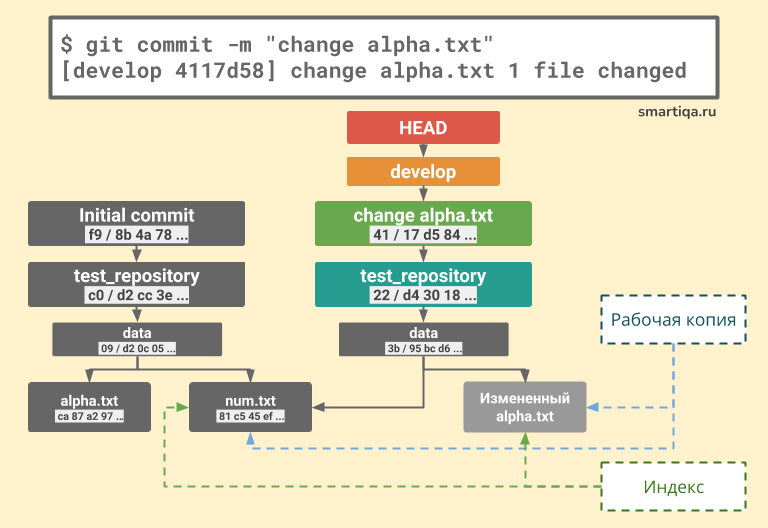 $ git commit -m "change alpha.txt"
[develop 4117d58] change alpha.txt 1 file changed
smartiqa.ru
HEAD
develop
Initial commit
f9 / 8b 4a 78 ...
change alpha.txt
41 / 17 d5 84 ...
test_repository
c0 / d2 cc 3e ...
test_repository
22 / d4 30 18 ...
data
09 / d2 0c 05 ...
data
3b / 95 bc d6 ...
Рабочая копия
alpha.txt
ca 87 a2 97 ...
num.txt
81 c5 45 ef ...
Измененный
alpha.txt
Индекс